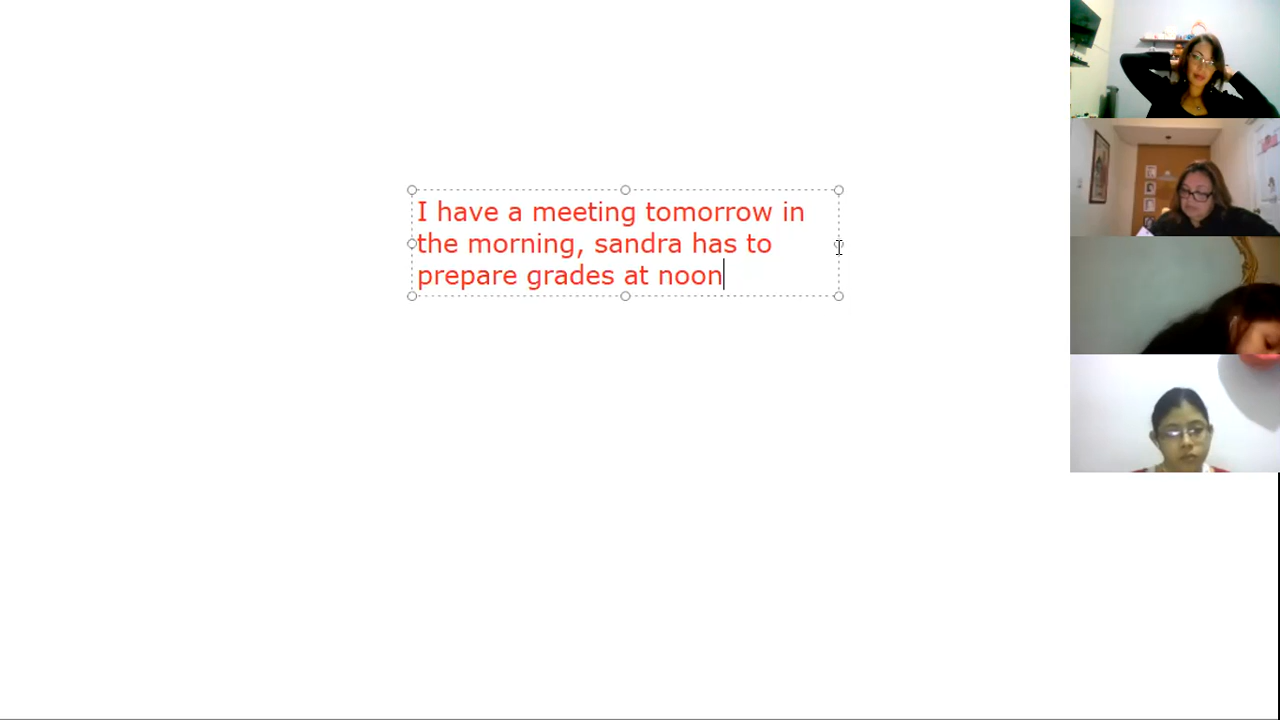 I have a meeting tomorrow in
the morning, sandra has to
prepare grades at noon